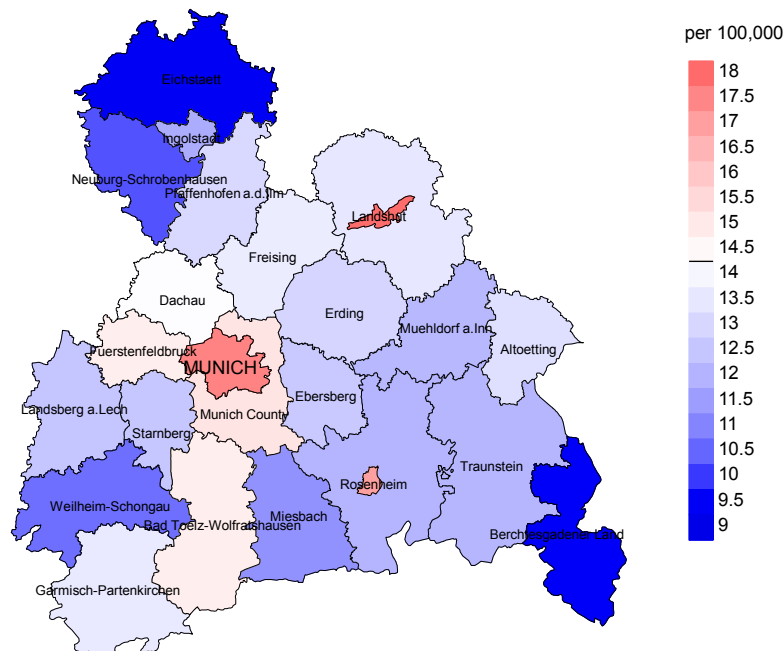 per 100,000
18
17.5
17
16.5
16
15.5
15
14.5
14
13.5
13
12.5
12
11.5
11
10.5
10
9.5
9
Eichstaett
Ingolstadt
Neuburg-Schrobenhausen
Pfaffenhofen a.d.Ilm
Landshut
Freising
Dachau
Erding
Muehldorf a.Inn
Altoetting
Fuerstenfeldbruck
MUNICH
Ebersberg
Landsberg a.Lech
Munich County
Starnberg
Traunstein
Rosenheim
Weilheim-Schongau
Miesbach
Bad Toelz-Wolfratshausen
Berchtesgadener Land
Garmisch-Partenkirchen